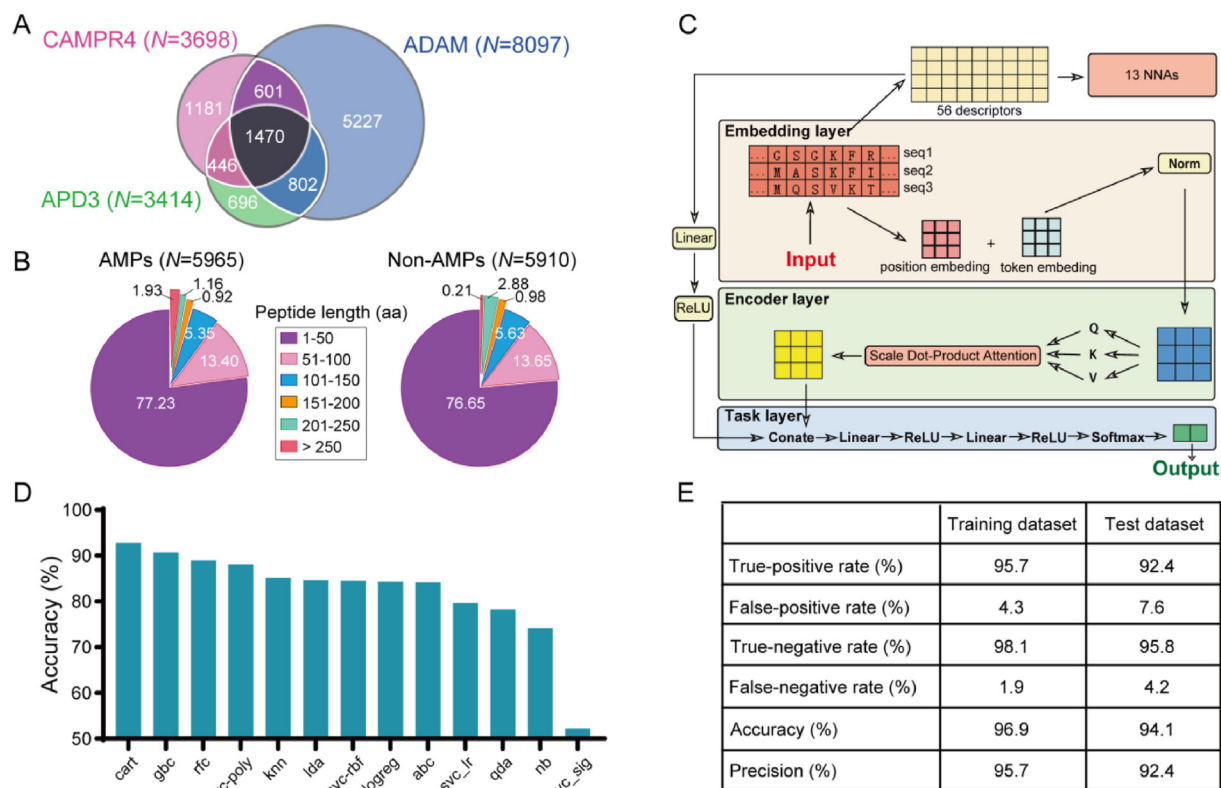 A
CAMPR4 (N=3698)
ADAM (N=8097)
1181
601
5227
1470
446
802
696
APD3 (N=3414)
B
AMPs (N=5965)
Non-AMPs (N=5910)
1.93
1.16
0.92
5.35
13.40
77.23
Peptide length (aa)
1-50
51-100
101-150
151-200
201-250
> 250
0.21
2.88
0.98
5.63
13.65
76.65
C
56 descriptors
13 NNAs
Embedding layer
... G S G K F R ... seq1
... M A S K F I ... seq2
... M Q S V K T ... seq3
Norm
Linear
Input
position embeding
+
token embeding
ReLU
Encoder layer
Q
K
V
Scale Dot-Product Attention
Task layer
Conate Linear ReLU Linear ReLU Softmax
Output
D
Accuracy (%)
100
90
80
70
60
50
cart
gbc
rfc
knn
lda
logreg
abc
svc_lr
qda
nb
E
Training dataset Test dataset
True-positive rate (%) 95.7 92.4
False-positive rate (%) 4.3 7.6
True-negative rate (%) 98.1 95.8
False-negative rate (%) 1.9 4.2
Accuracy (%) 96.9 94.1
Precision (%) 95.7 92.4